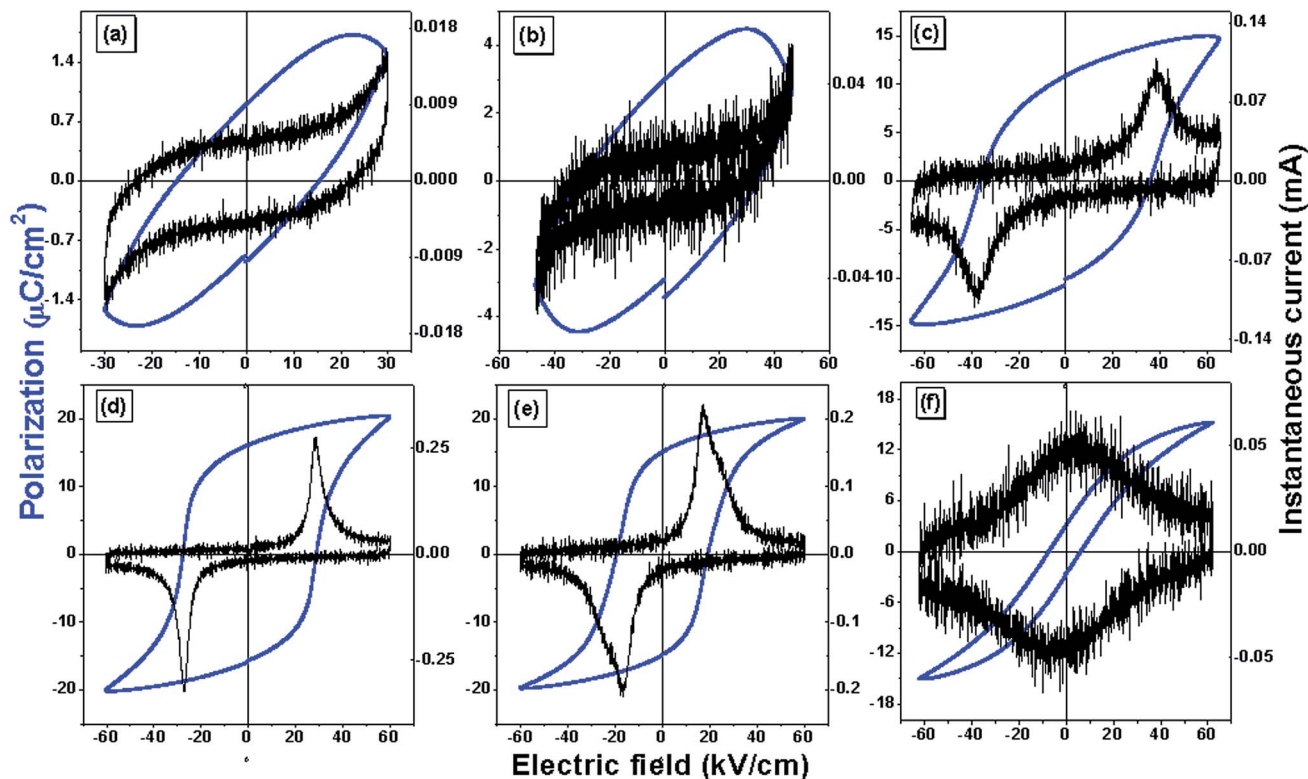 (a) (b) (c)
1.4 0.7 0.0 -0.7 -1.4
0.018 0.009 0.000 -0.009 -0.018
-30 -20 -10 0 10 20 30
4 2 0 -2 -4
0.04 0.00 -0.04
-60 -40 -20 0 20 40 60
15 10 5 0 -5 -10 -15
0.14 0.07 0.00 -0.07 -0.14
-60 -40 -20 0 20 40 60
Polarization (μC/cm²)
Instantaneous current (mA)
(d) (e) (f)
20 10 0 -10 -20
0.25 0.00 -0.25
-60 -40 -20 0 20 40 60
20 10 0 -10 -20
0.2 0.1 0.0 0.1 0.2
-60 -40 -20 0 20 40 60
18 12 6 0 -6 -12 -18
0.05 0.00 -0.05
-60 -40 -20 0 20 40 60
Electric field (kV/cm)